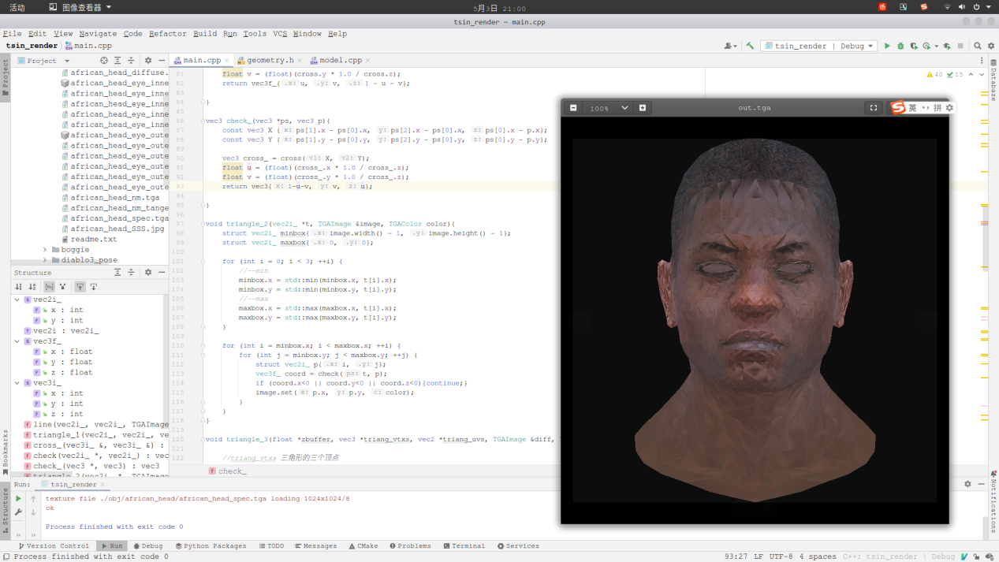 活动 图像查看器 5月3日 21:00
tsin_render – main.cpp
File Edit View Navigate Code Refactor Build Run Tools VCS Window Help
tsin_render main.cpp tsin_render | Debug
Project main.cpp geometry.h model.cpp
african_head_diffuse.
african_head_eye_inne
african_head_eye_inne
african_head_eye_inne
african_head_eye_inne
african_head_eye_inne
african_head_eye_oute
african_head_eye_oute
african_head_eye_oute
african_head_eye_oute
african_head_eye_oute
african_head_eye_oute
african_head_nm.tga
african_head_nm_tange
african_head_spec.tga
african_head_SSS.jpg
readme.txt
boggie
diablo3_pose
Structure
vec2i_
x : int
y : int
vec2i : vec2i_
vec3f_
x : float
y : float
z : float
vec3i_
x : int
y : int
z : int
line(vec2i_, vec2i_, TGAImage
triangle_1(vec2i_, vec2i_, ve
cross_(vec3i_ &, vec3i_ &) :
check(vec2i_ *, vec2i_) : vec
check_(vec3 *, vec3) : vec3
triangle_2(vec2i_ *, TGAImage
40 15
81 float v = (float)(cross.y * 1.0 / cross.z);
82 return vec3f_{ .x: u, .y: v, .z: 1 - u - v};
83
84 }
85
86 vec3 check_(vec3 *ps, vec3 p){
87 const vec3 X { x: ps[1].x - ps[0].x, y: ps[2].x - ps[0].x, z: ps[0].x - p.x};
88 const vec3 Y { x: ps[1].y - ps[0].y, y: ps[2].y - ps[0].y, z: ps[0].y - p.y};
89
90 vec3 cross_ = cross( v1: X, v2: Y);
91 float u = (float)(cross_.x * 1.0 / cross_.z);
92 float v = (float)(cross_.y * 1.0 / cross_.z);
93 return vec3{ x: 1-u-v, y: v, z: u};
94
95 }
96
97 void triangle_2(vec2i_ *t, TGAImage &image, TGAColor color){
98 struct vec2i_ minbox{ .x: image.width() - 1, .y: image.height() - 1};
99 struct vec2i_ maxbox{ .x: 0, .y: 0};
100
101 for (int i = 0; i < 3; ++i) {
102 //--min
103 minbox.x = std::min(minbox.x, t[i].x);
104 minbox.y = std::min(minbox.y, t[i].y);
105 //--max
106 maxbox.x = std::max(maxbox.x, t[i].x);
107 maxbox.y = std::max(maxbox.y, t[i].y);
108 }
109
110 for (int i = minbox.x; i < maxbox.x; ++i) {
111 for (int j = minbox.y; j < maxbox.y; ++j) {
112 struct vec2i_ p{ .x: i, .y: j};
113 vec3f_ coord = check( ps: t, p);
114 if (coord.x<0 || coord.y<0 || coord.z<0){continue;}
115 image.set( x: p.x, y: p.y, c: color);
116 }
117 }
118 }
119
120 void triangle_3(float *zbuffer, vec3 *triang_vtxs, vec2 *triang_uvs, TGAImage &diff,
121
122 //triang_vtxs 三角形的三个顶点
check_
100% out.tga
英 拼
Project
Bookmarks
Structure
Database
Notifications
Run: tsin_render
texture file ./obj/african_head/african_head_spec.tga loading 1024x1024/8
ok
Process finished with exit code 0
Version Control Run Debug Python Packages TODO Messages CMake Problems Terminal Services
Process finished with exit code 0 93:27 LF UTF-8 4 spaces C++: tsin_render | Debug